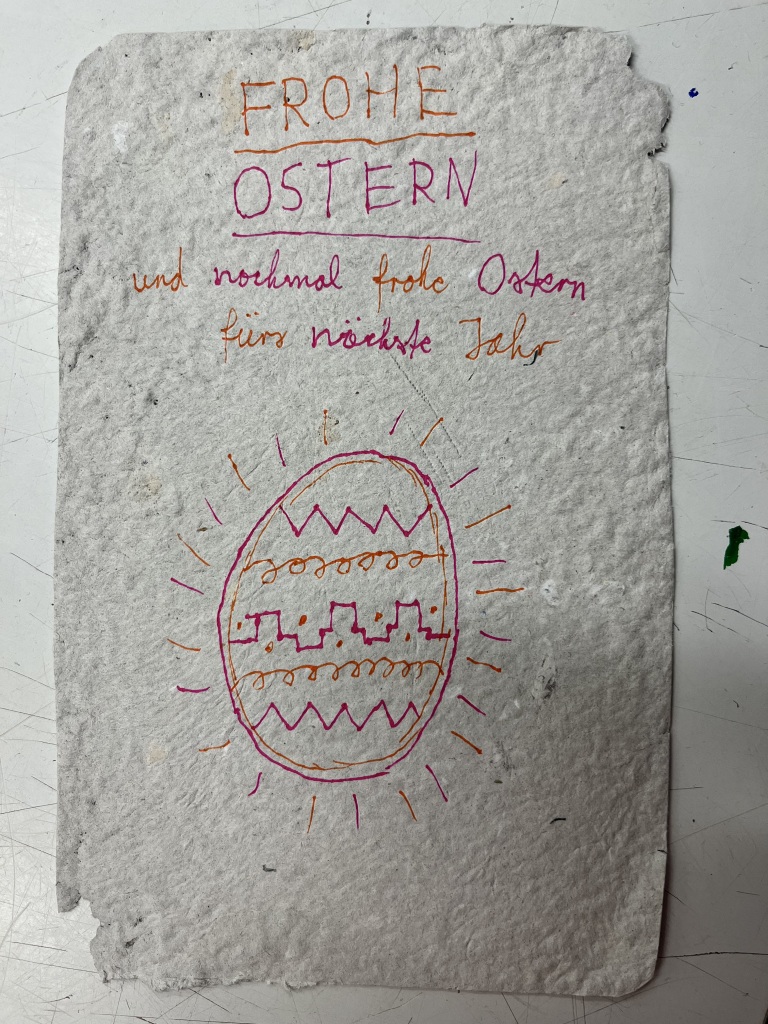 FROHE
OSTERN
und nochmal frohe Ostern
fürs nächste Jahr